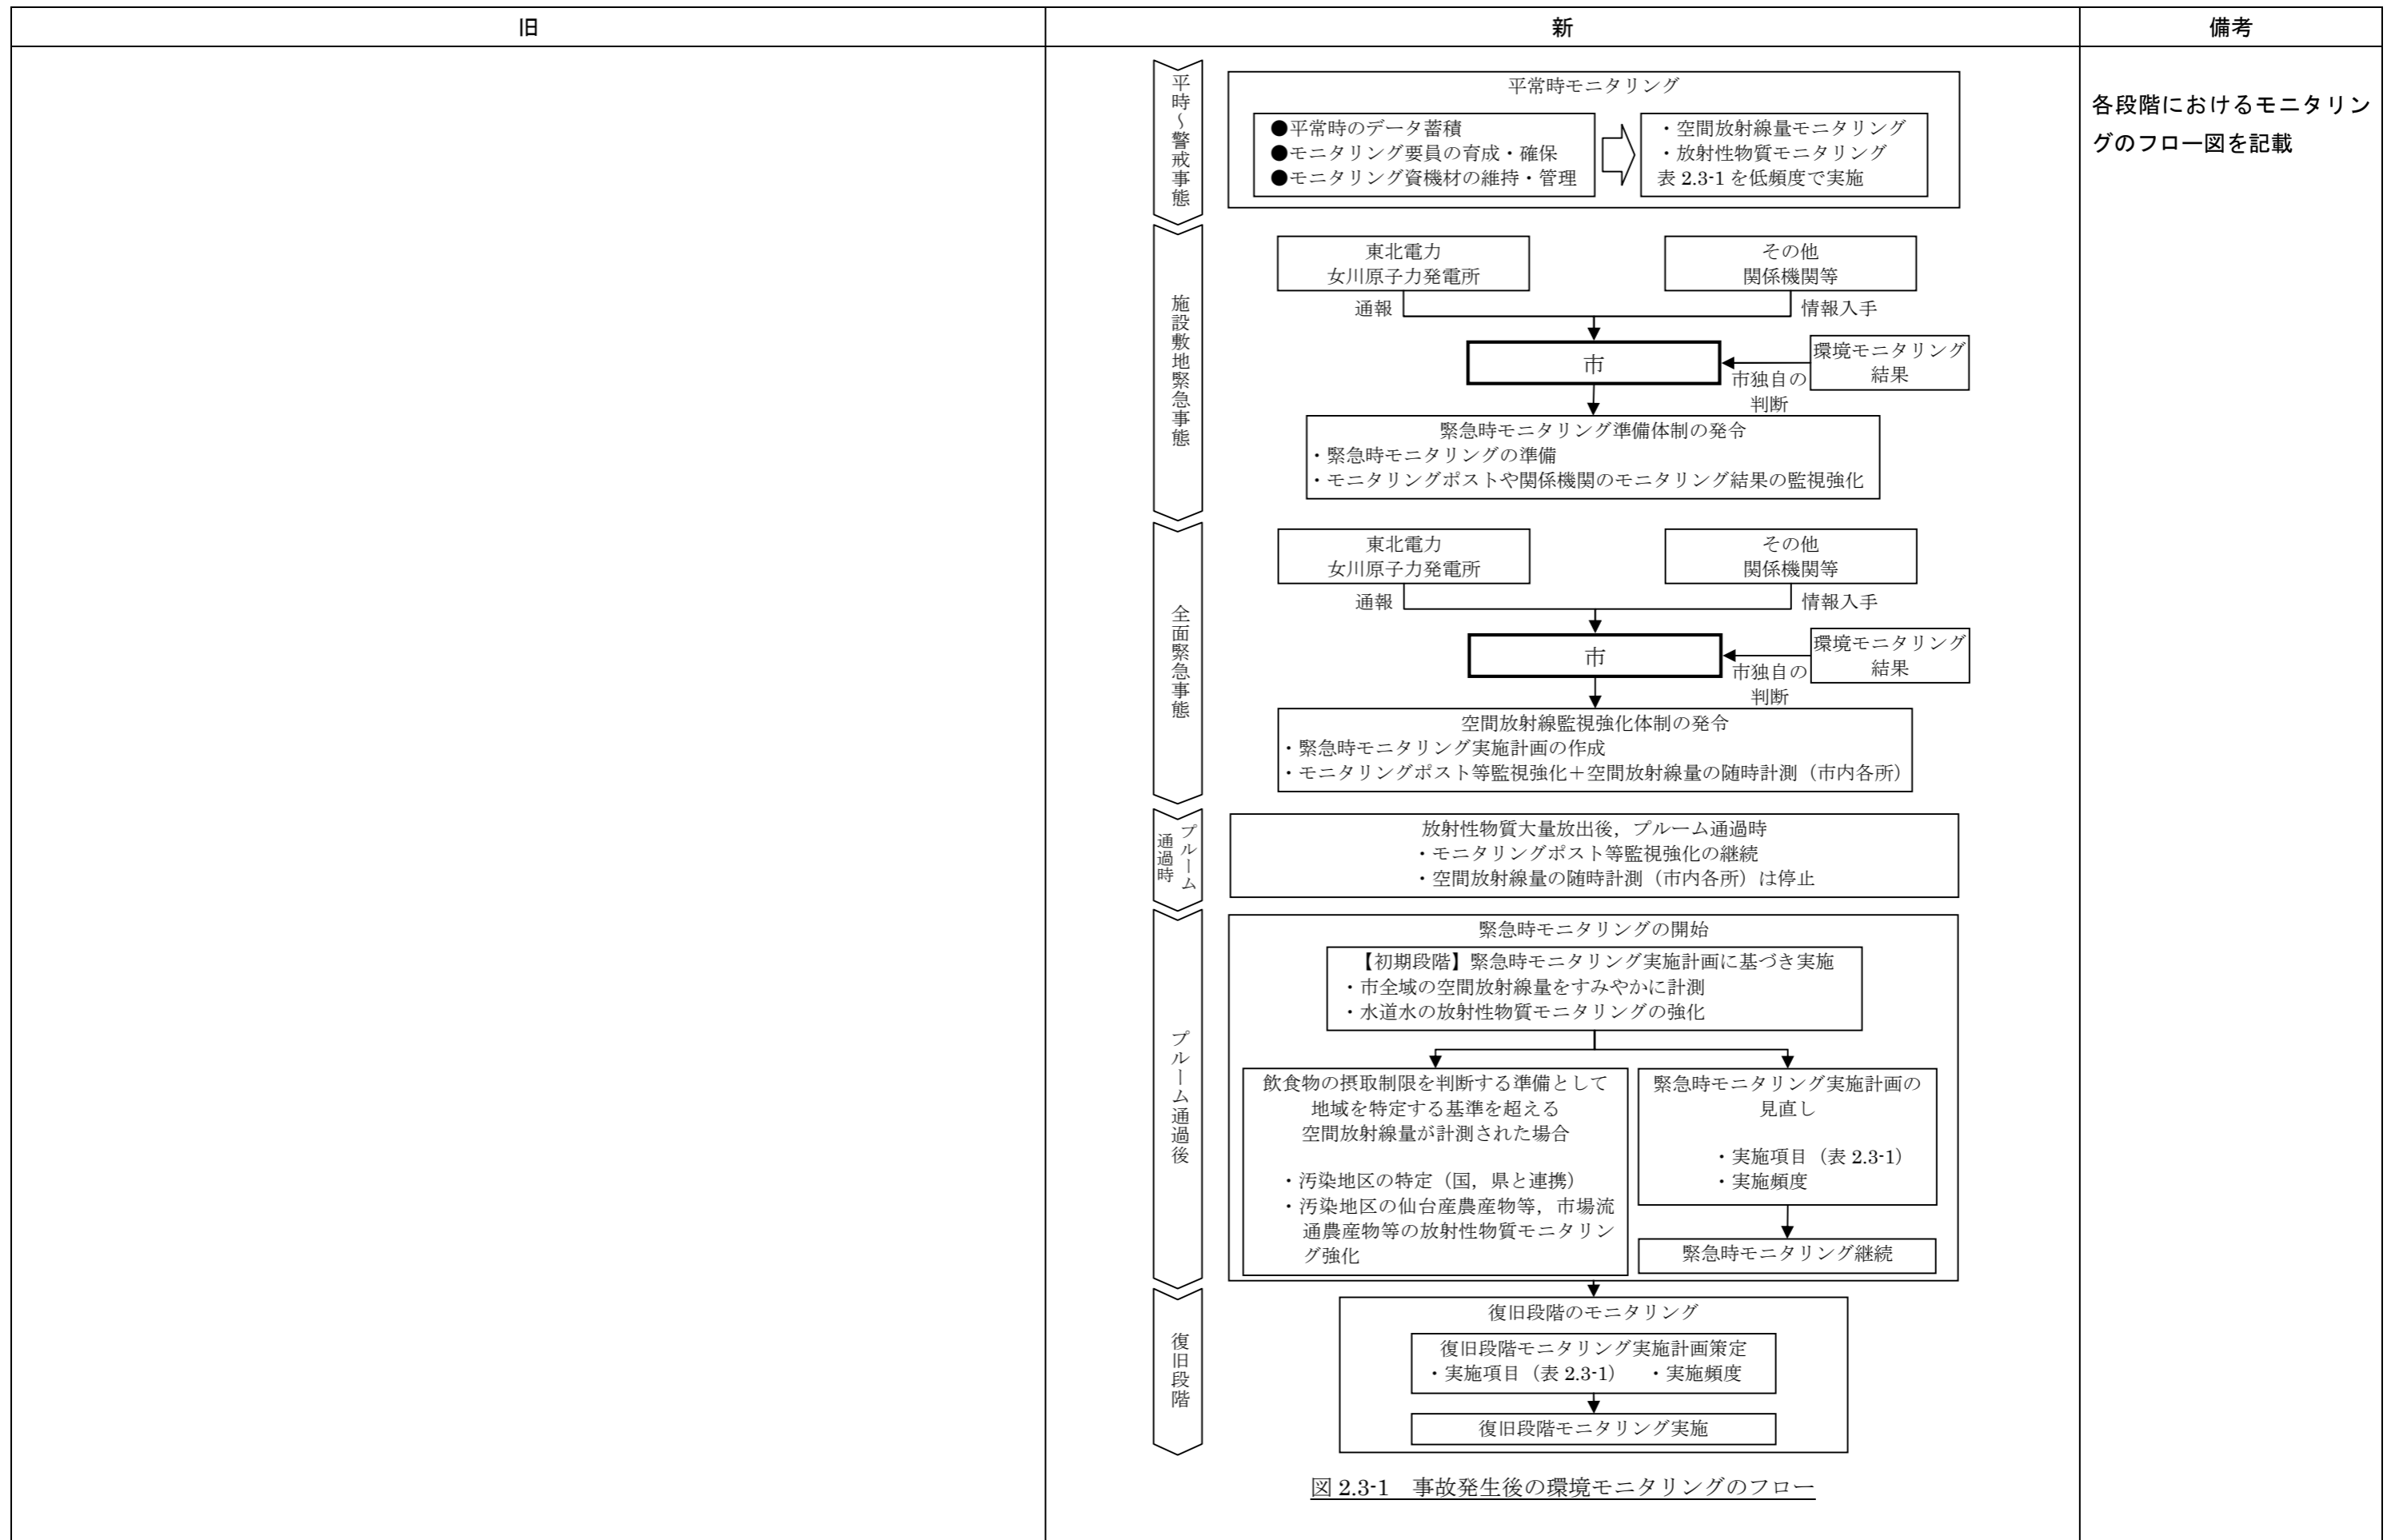 旧
新
備考
各段階におけるモニタリン
グのフロー図を記載
平時～警戒事態
平常時モニタリング
●平常時のデータ蓄積
●モニタリング要員の育成・確保
●モニタリング資機材の維持・管理
・空間放射線量モニタリング
・放射性物質モニタリング
表 2.3-1 を低頻度で実施
施設敷地緊急事態
東北電力
女川原子力発電所
その他
関係機関等
通報
情報入手
市
環境モニタリング
結果
市独自の
判断
緊急時モニタリング準備体制の発令
・緊急時モニタリングの準備
・モニタリングポストや関係機関のモニタリング結果の監視強化
全面緊急事態
東北電力
女川原子力発電所
その他
関係機関等
通報
情報入手
市
環境モニタリング
結果
市独自の
判断
空間放射線監視強化体制の発令
・緊急時モニタリング実施計画の作成
・モニタリングポスト等監視強化＋空間放射線量の随時計測（市内各所）
プルーム
通過時
放射性物質大量放出後，プルーム通過時
・モニタリングポスト等監視強化の継続
・空間放射線量の随時計測（市内各所）は停止
プルーム通過後
緊急時モニタリングの開始
【初期段階】緊急時モニタリング実施計画に基づき実施
・市全域の空間放射線量をすみやかに計測
・水道水の放射性物質モニタリングの強化
飲食物の摂取制限を判断する準備として
地域を特定する基準を超える
空間放射線量が計測された場合
・汚染地区の特定（国，県と連携）
・汚染地区の仙台産農産物等，市場流
通農産物等の放射性物質モニタリン
グ強化
緊急時モニタリング実施計画の
見直し
・実施項目（表 2.3-1）
・実施頻度
緊急時モニタリング継続
復旧段階
復旧段階のモニタリング
復旧段階モニタリング実施計画策定
・実施項目（表 2.3-1）　・実施頻度
復旧段階モニタリング実施
図 2.3-1　事故発生後の環境モニタリングのフロー